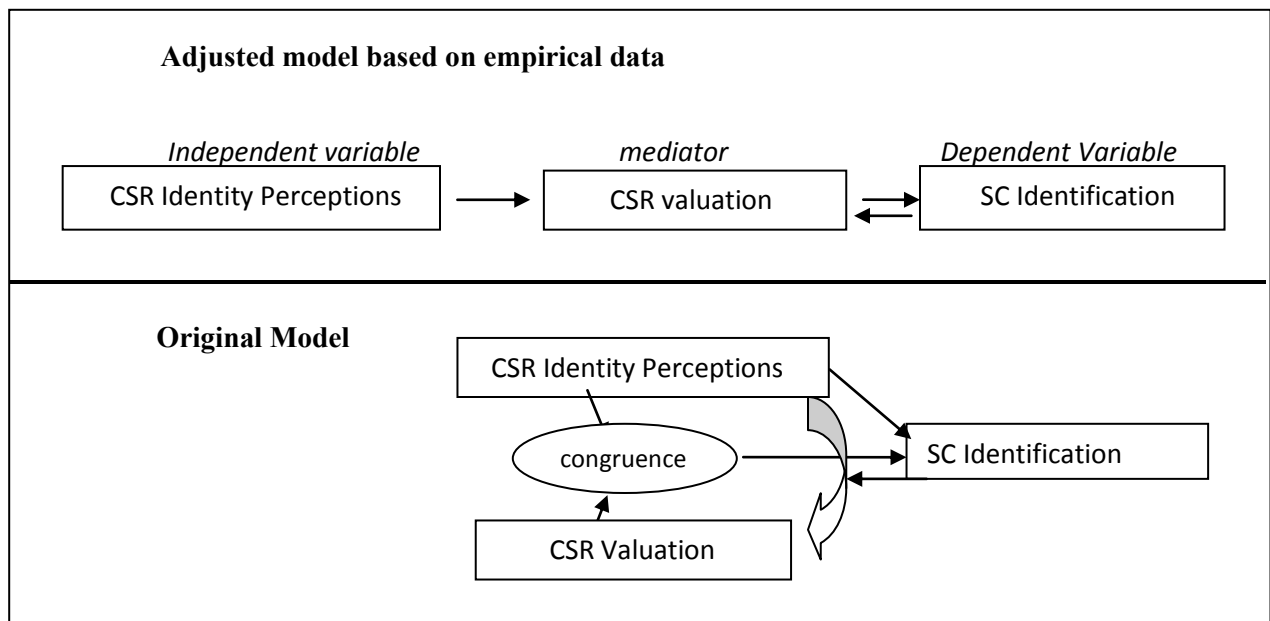 Adjusted model based on empirical data
Independent variable
mediator
Dependent Variable
CSR Identity Perceptions
CSR valuation
SC Identification
Original Model
CSR Identity Perceptions
congruence
SC Identification
CSR Valuation